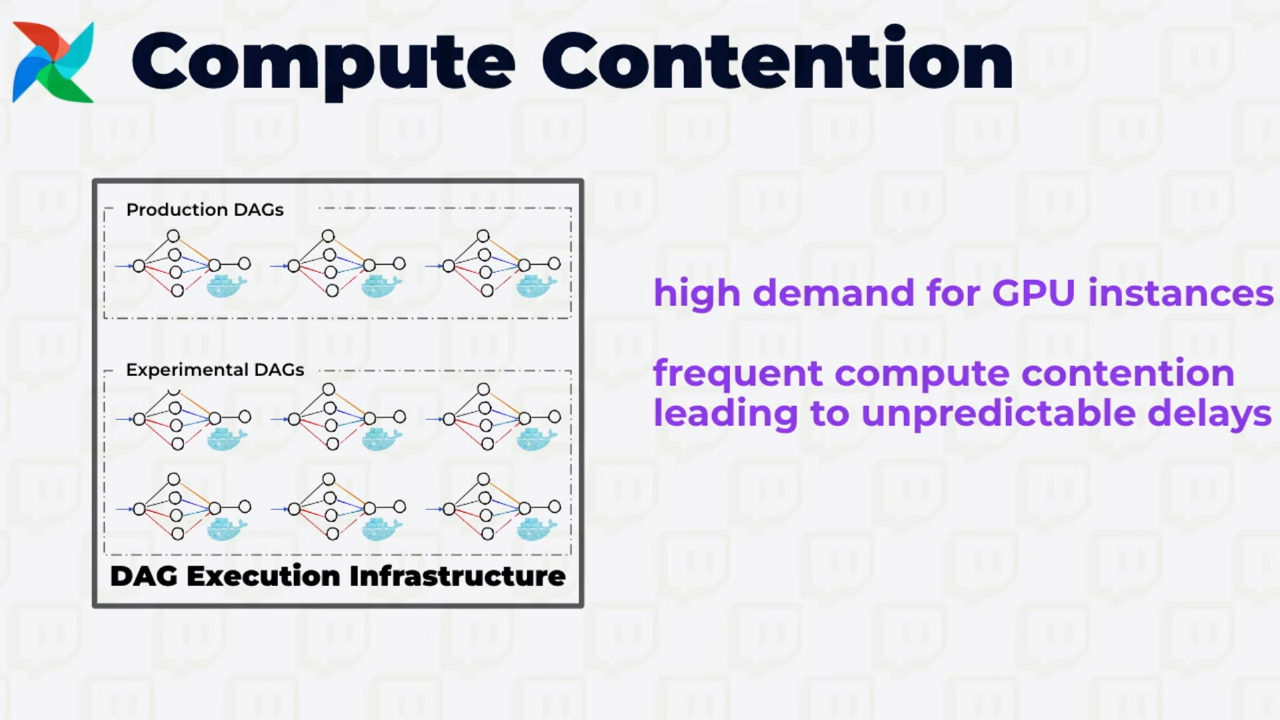 Compute Contention
Production DAGs
Experimental DAGs
DAG Execution Infrastructure
high demand for GPU instances
frequent compute contention
leading to unpredictable delays